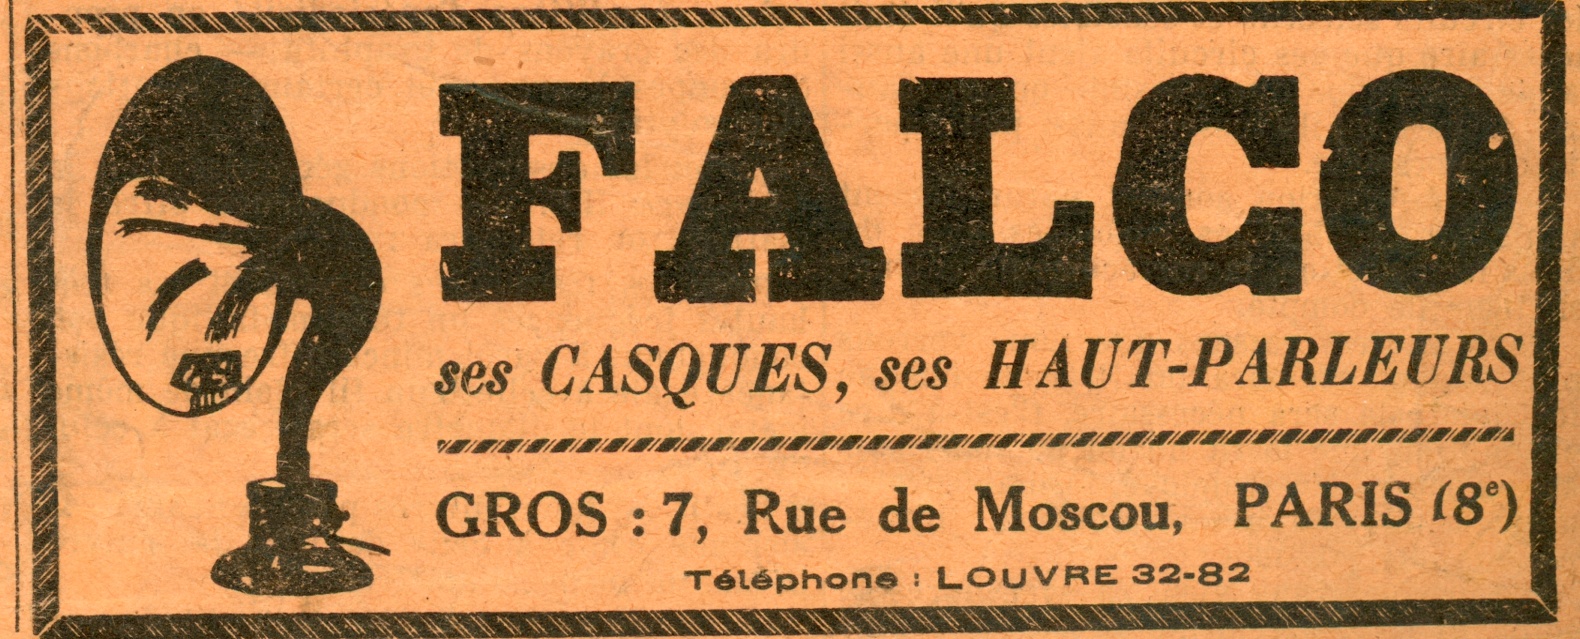 FALCO
ses CASQUES, ses HAUT-PARLEURS
GROS : 7, Rue de Moscou, PARIS (8e)
Téléphone : LOUVRE 32-82